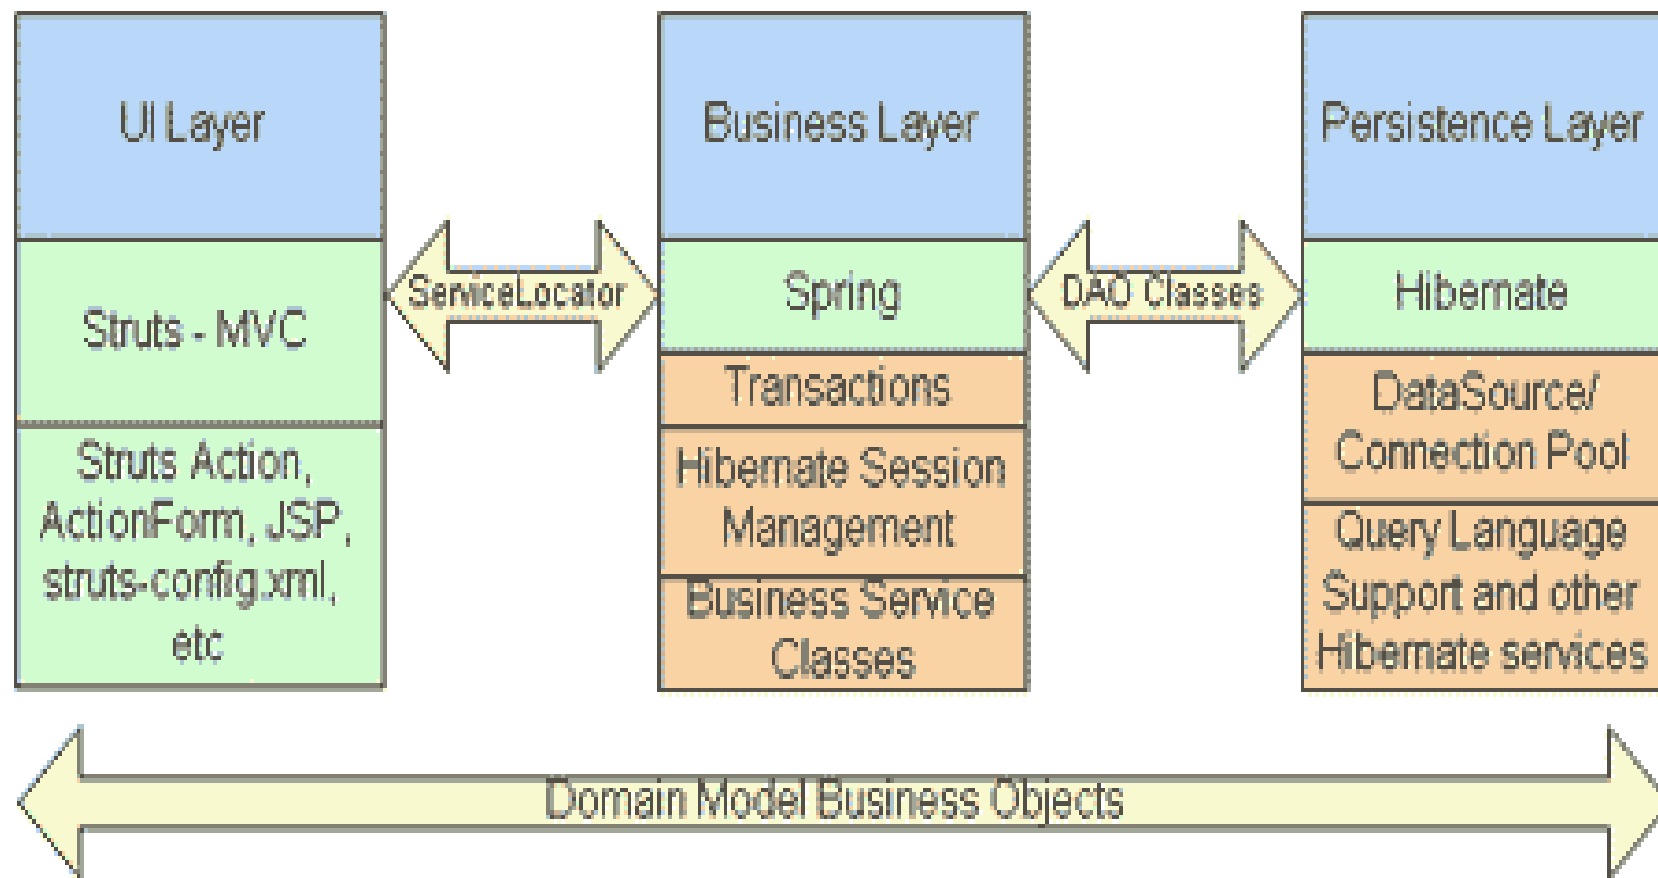 UI Layer
Struts - MVC
Struts Action,
ActionForm, JSP,
struts-config.xml,
etc
ServiceLocator
Business Layer
Spring
Transactions
Hibernate Session
Management
Business Service
Classes
DAO Classes
Persistence Layer
Hibernate
DataSource/
Connection Pool
Query Language
Support and other
Hibernate services
Domain Model Business Objects